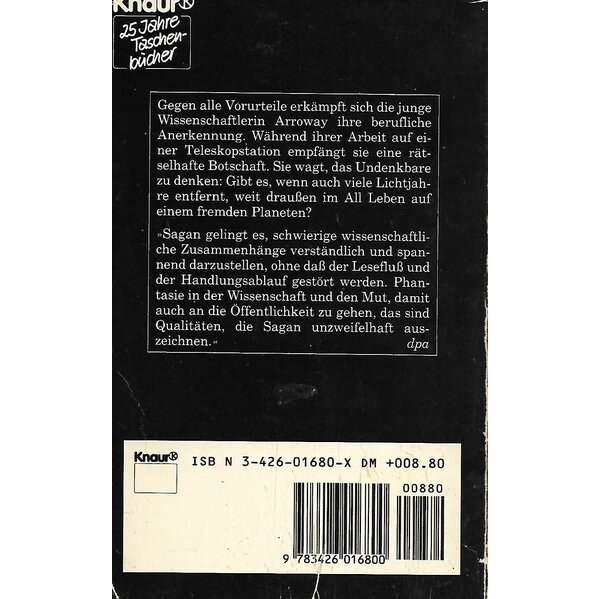 Knaur®
25 Jahre
Taschen-
bücher
Gegen alle Vorurteile erkämpft sich die junge
Wissenschaftlerin Arroway ihre berufliche
Anerkennung. Während ihrer Arbeit auf ei-
ner Teleskopstation empfängt sie eine rät-
selhafte Botschaft. Sie wagt, das Undenkbare
zu denken: Gibt es, wenn auch viele Lichtjah-
re entfernt, weit draußen im All Leben auf
einem fremden Planeten?
»Sagan gelingt es, schwierige wissenschaftli-
che Zusammenhänge verständlich und span-
nend darzustellen, ohne daß der Lesefluß und
der Handlungsablauf gestört werden. Phan-
tasie in der Wissenschaft und den Mut, damit
auch an die Öffentlichkeit zu gehen, das sind
Qualitäten, die Sagan unzweifelhaft aus-
zeichnen.« dpa
Knaur®
ISBN 3-426-01680-X DM +008.80
00880
9 783426 016800